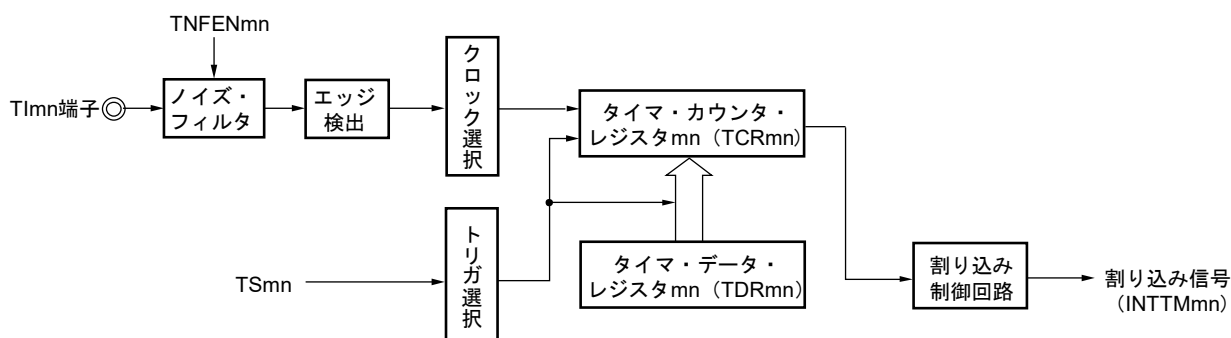 TNFENmn
TImn端子
ノイズ・
フィルタ
エッジ
検出
クロック選択
タイマ・カウンタ・
レジスタmn（TCRmn）
TSmn
トリガ選択
タイマ・データ・
レジスタmn（TDRmn）
割り込み
制御回路
割り込み信号
（INTTMmn）